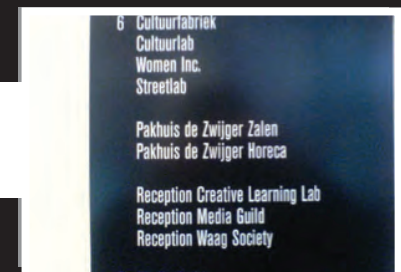 6 Cultuurfabriek
Cultuurlab
Women Inc.
Streetlab
Pakhuis de Zwijger Zalen
Pakhuis de Zwijger Horeca
Reception Creative Learning Lab
Reception Media Guild
Reception Waag Society